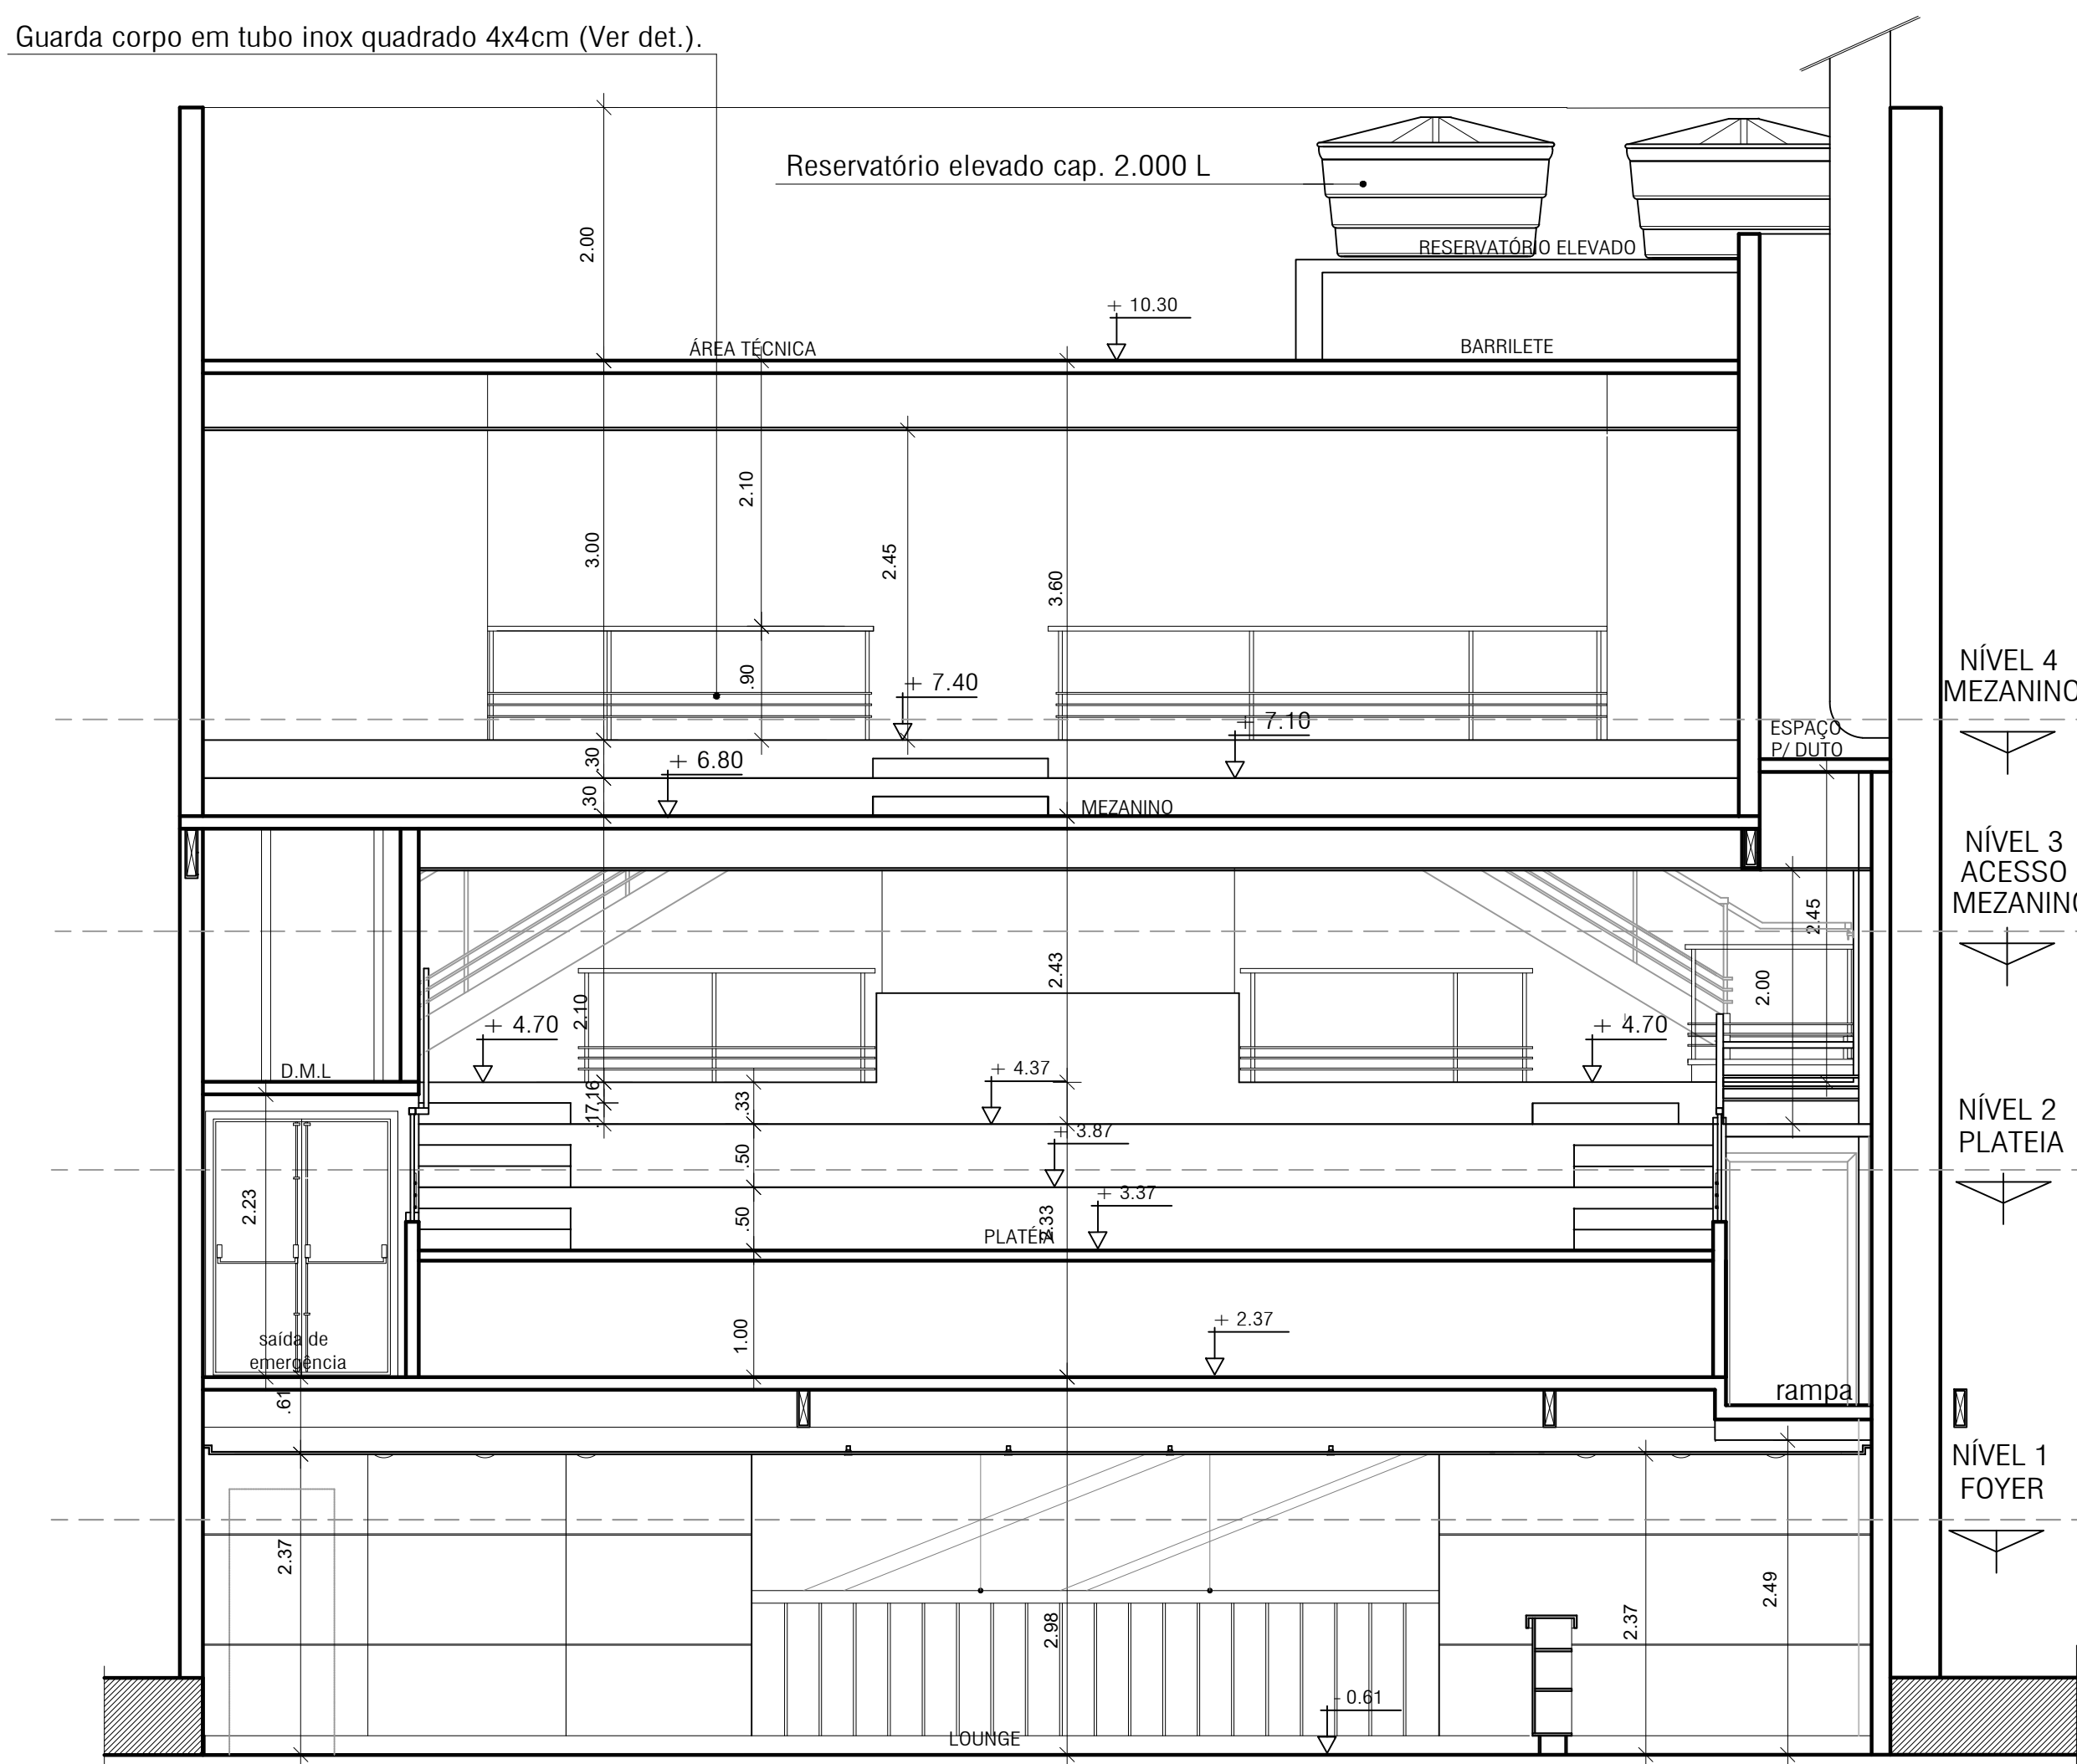 Guarda corpo em tubo inox quadrado 4x4cm (Ver det.).
Reservatório elevado cap. 2.000 L
2.00
RESERVATÓRIO ELEVADO
+ 10.30
ÁREA TÉCNICA
BARRILETE
2.10
3.00
2.45
3.60
.90
+ 7.40
+ 7.10
NÍVEL 4
MEZANINO
ESPAÇO
P/ DUTO
.30
+ 6.80
.30
MEZANINO
NÍVEL 3
ACESSO
MEZANINO
2.45
2.43
2.00
2.10
+ 4.70
+ 4.70
D.M.L
+ 4.37
.16
.17
.33
+ 3.87
NÍVEL 2
PLATEIA
.50
2.23
+ 3.37
.50
2.33
PLATÉIA
1.00
+ 2.37
saída de
emergência
.61
rampa
NÍVEL 1
FOYER
2.37
2.98
2.37
2.49
- 0.61
LOUNGE